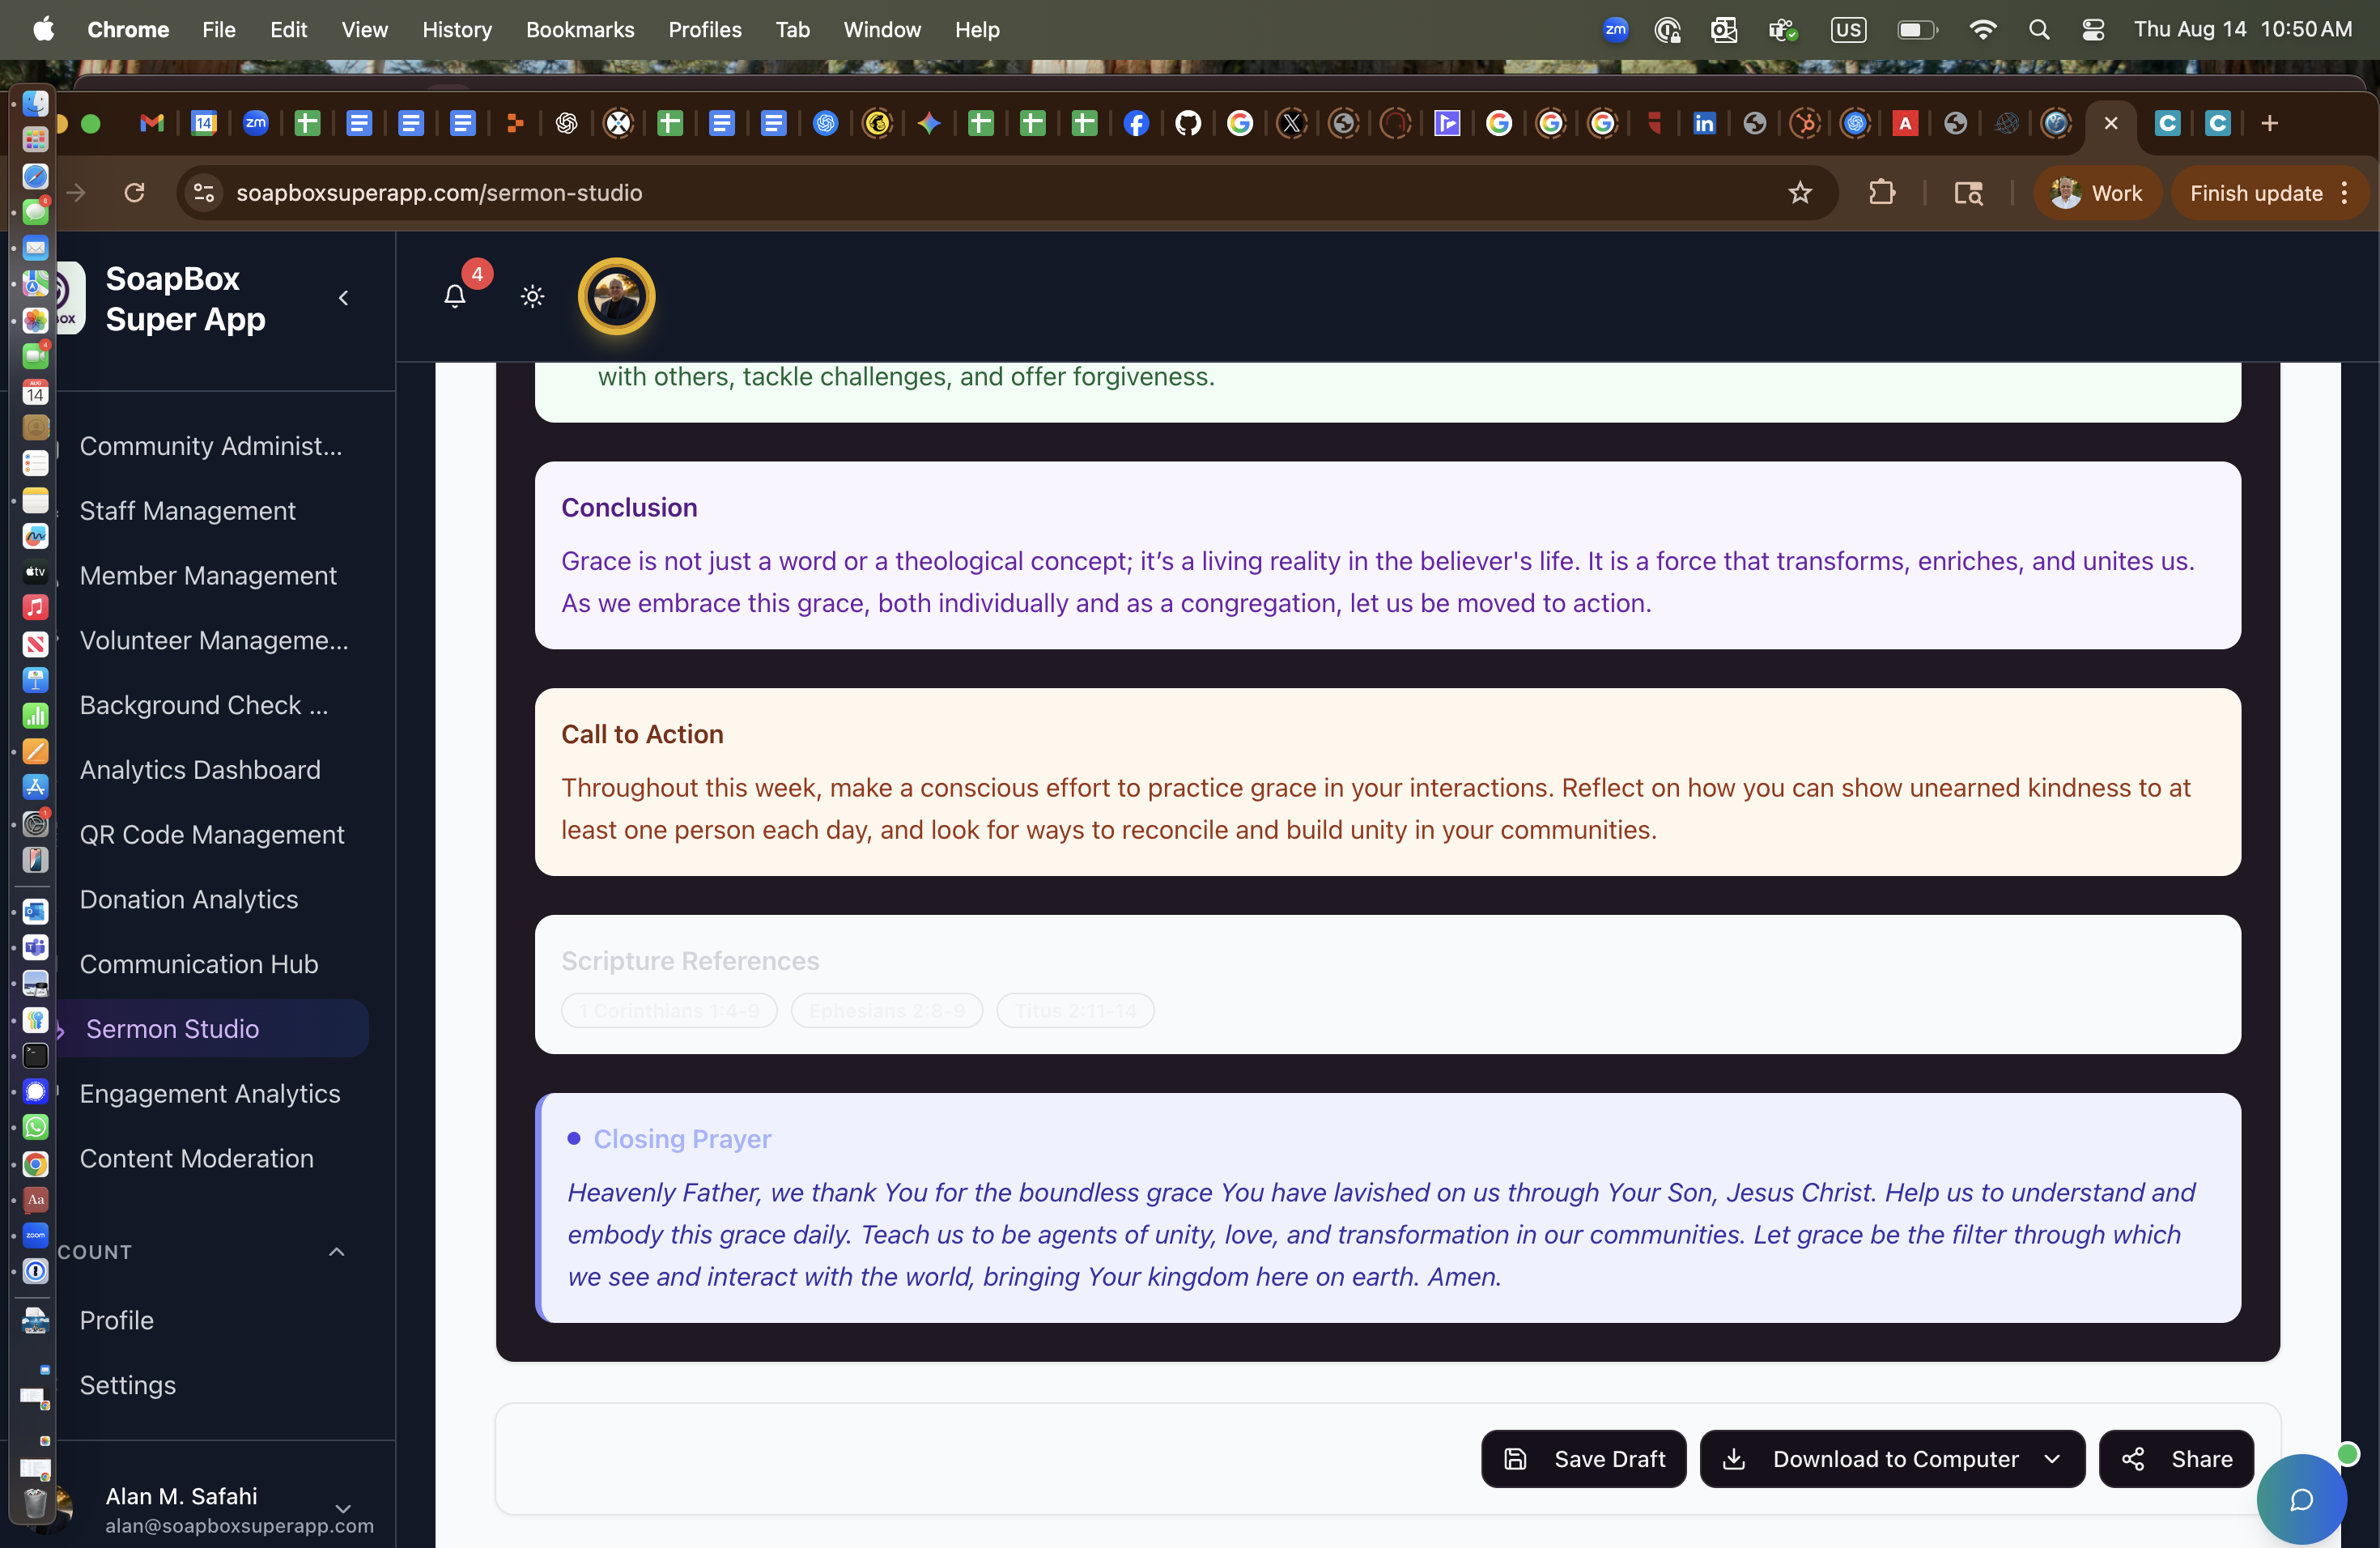 Chrome File Edit View History Bookmarks Profiles Tab Window Help
zm US Thu Aug 14 10:50 AM
soapboxsuperapp.com/sermon-studio
Work
Finish update
SoapBox
Super App
4
Community Administ...
Staff Management
Member Management
Volunteer Manageme...
Background Check ...
Analytics Dashboard
QR Code Management
Donation Analytics
Communication Hub
Sermon Studio
Engagement Analytics
Content Moderation
COUNT
Profile
Settings
Alan M. Safahi
alan@soapboxsuperapp.com
with others, tackle challenges, and offer forgiveness.
Conclusion
Grace is not just a word or a theological concept; it’s a living reality in the believer's life. It is a force that transforms, enriches, and unites us.
As we embrace this grace, both individually and as a congregation, let us be moved to action.
Call to Action
Throughout this week, make a conscious effort to practice grace in your interactions. Reflect on how you can show unearned kindness to at
least one person each day, and look for ways to reconcile and build unity in your communities.
Scripture References
1 Corinthians 1:4-9
Ephesians 2:8-9
Titus 2:11-14
Closing Prayer
Heavenly Father, we thank You for the boundless grace You have lavished on us through Your Son, Jesus Christ. Help us to understand and
embody this grace daily. Teach us to be agents of unity, love, and transformation in our communities. Let grace be the filter through which
we see and interact with the world, bringing Your kingdom here on earth. Amen.
Save Draft
Download to Computer
Share